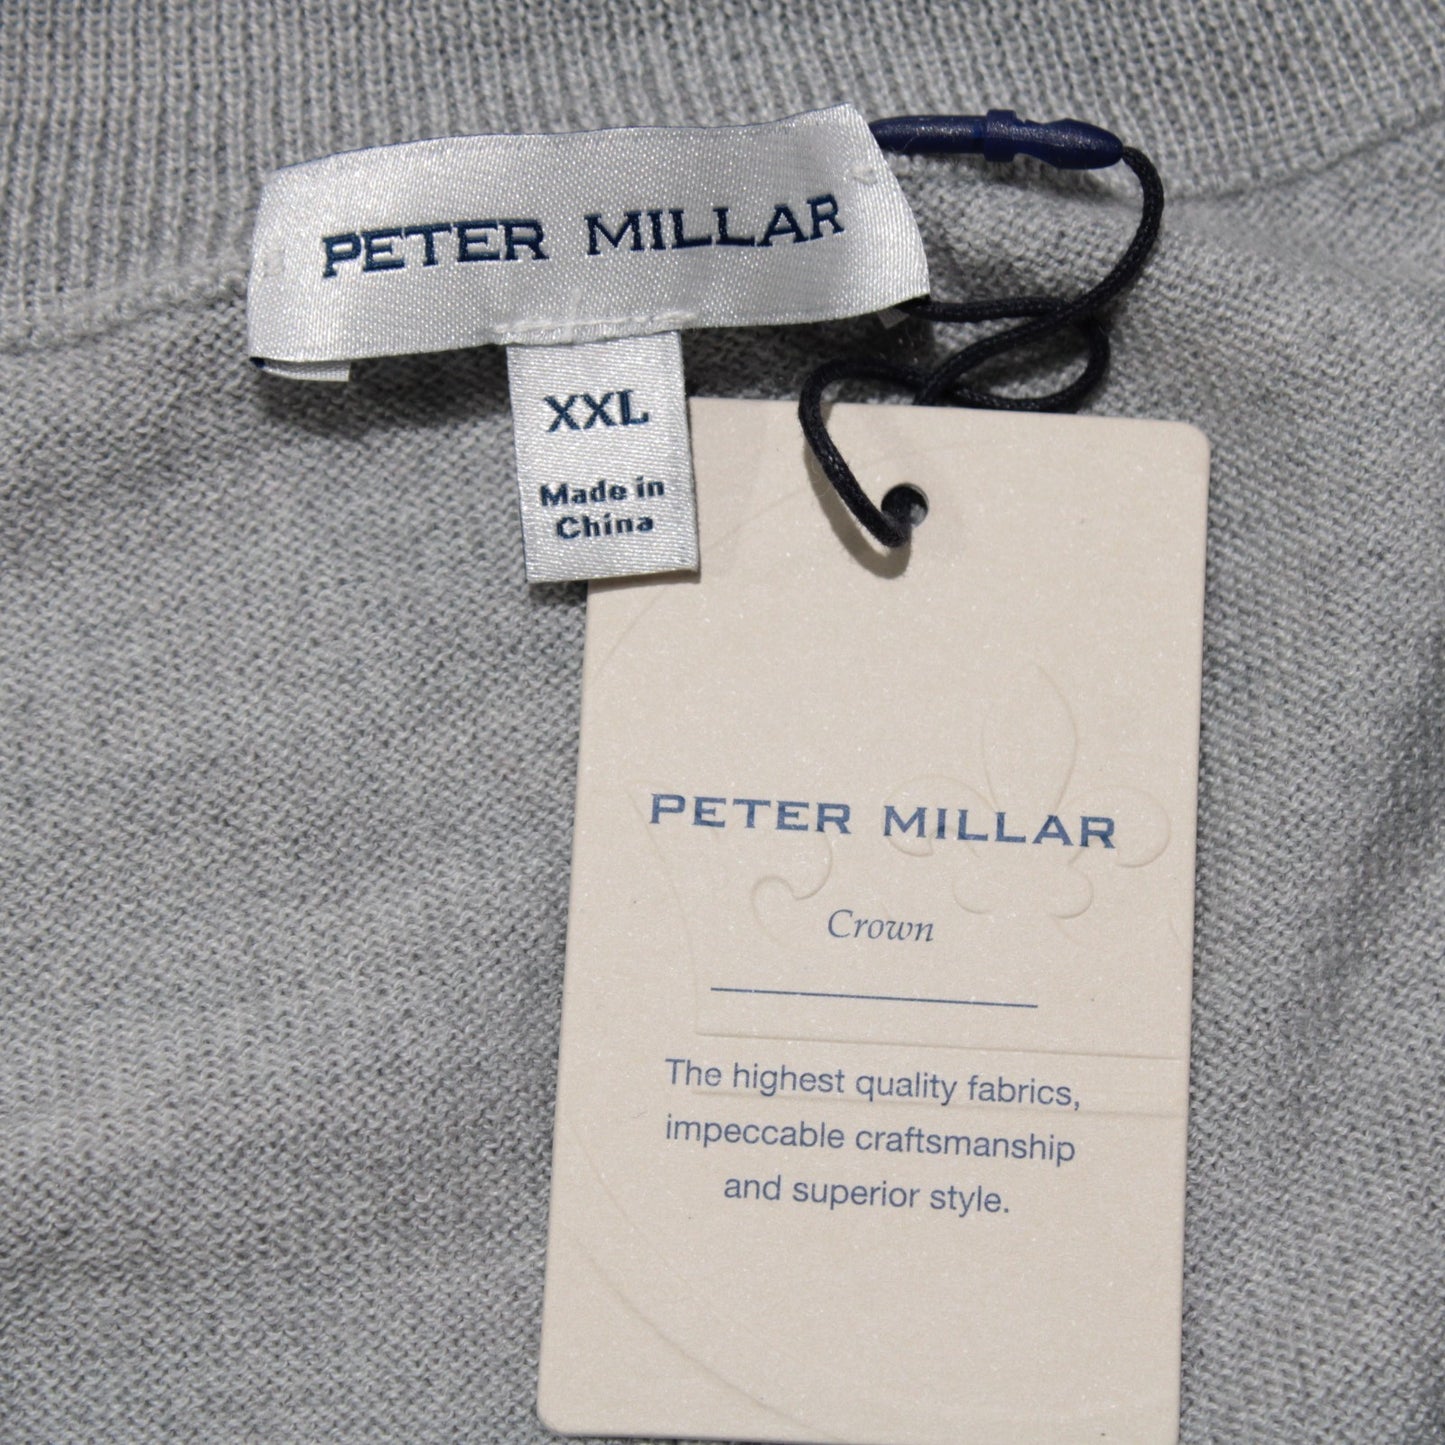 PETER MILLAR
XXL
Made in
China
PETER MILLAR
Crown
The highest quality fabrics,
impeccable craftsmanship
and superior style.